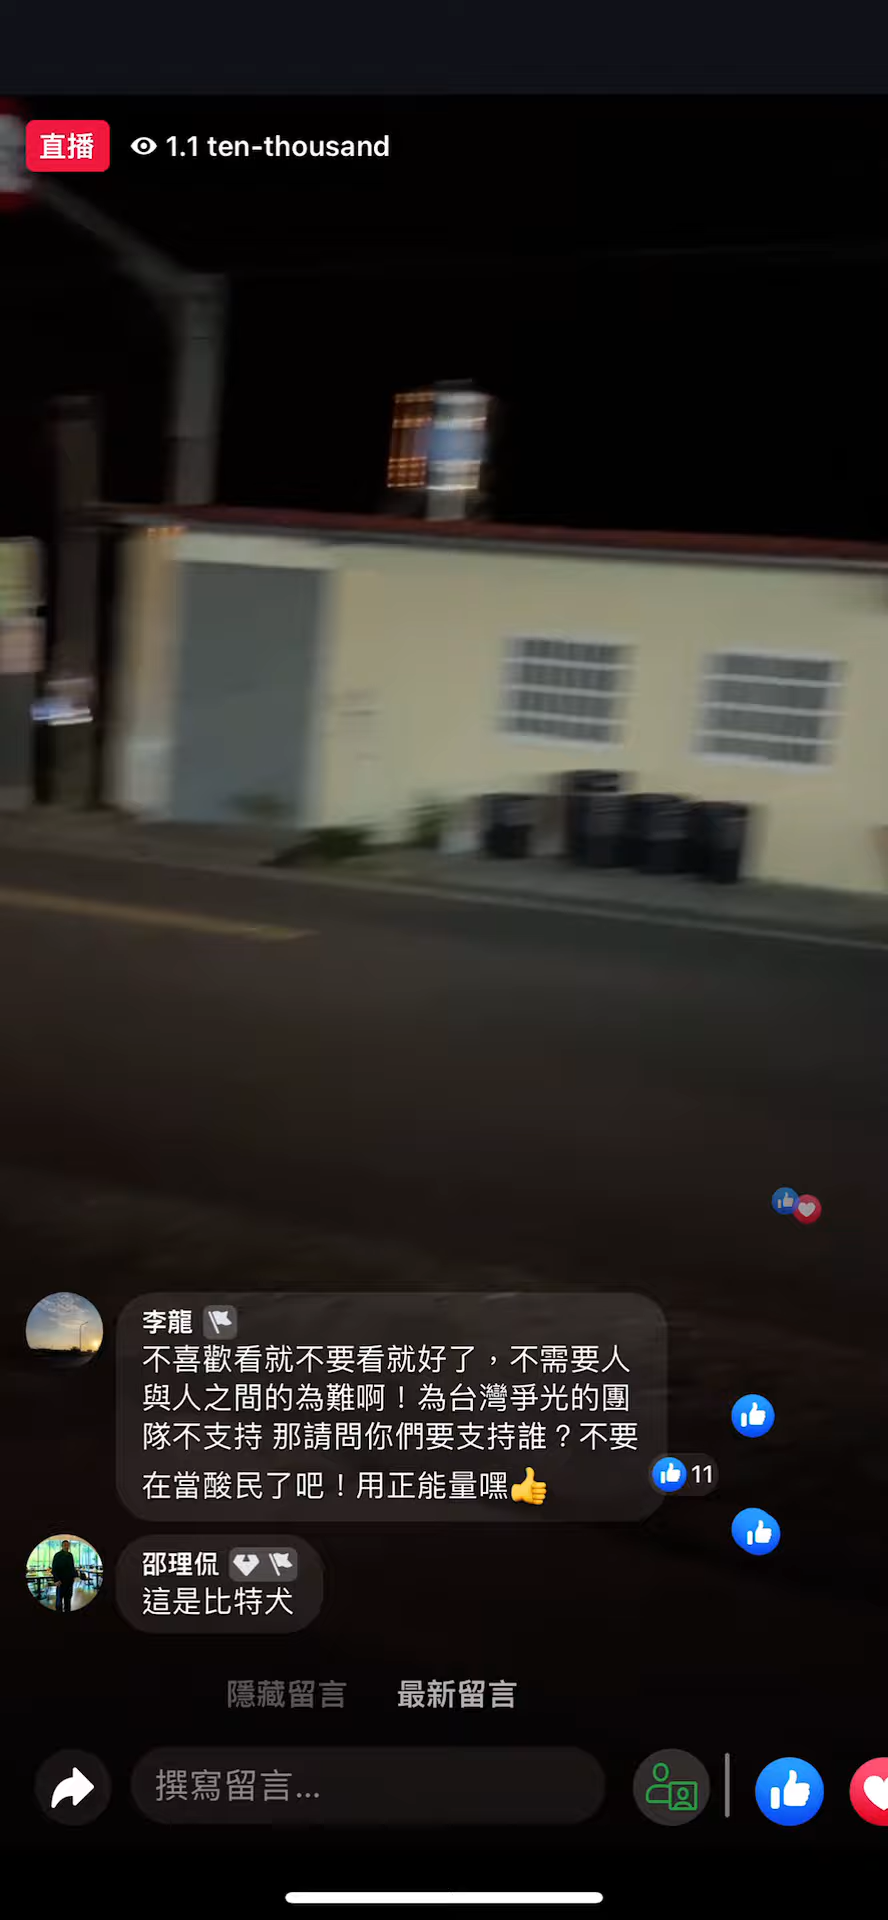 直播 1.1 ten-thousand
李龍
不喜歡看就不要看就好了，不需要人
與人之間的為難啊！為台灣爭光的團
隊不支持 那請問你們要支持誰？不要
在當酸民了吧！用正能量嘿👍
11
邵理侃
這是比特犬
隱藏留言 最新留言
撰寫留言...